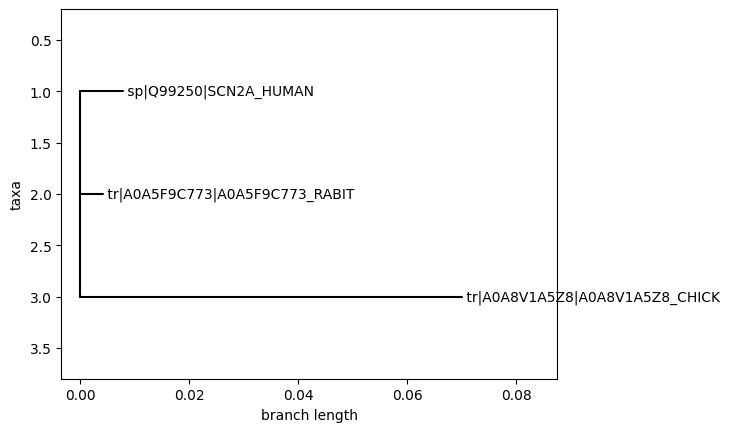 0.5
1.0
sp|Q99250|SCN2A_HUMAN
1.5
taxa
2.0
tr|A0A5F9C773|A0A5F9C773_RABIT
2.5
3.0
tr|A0A8V1A5Z8|A0A8V1A5Z8_CHICK
3.5
0.00 0.02 0.04 0.06 0.08
branch length